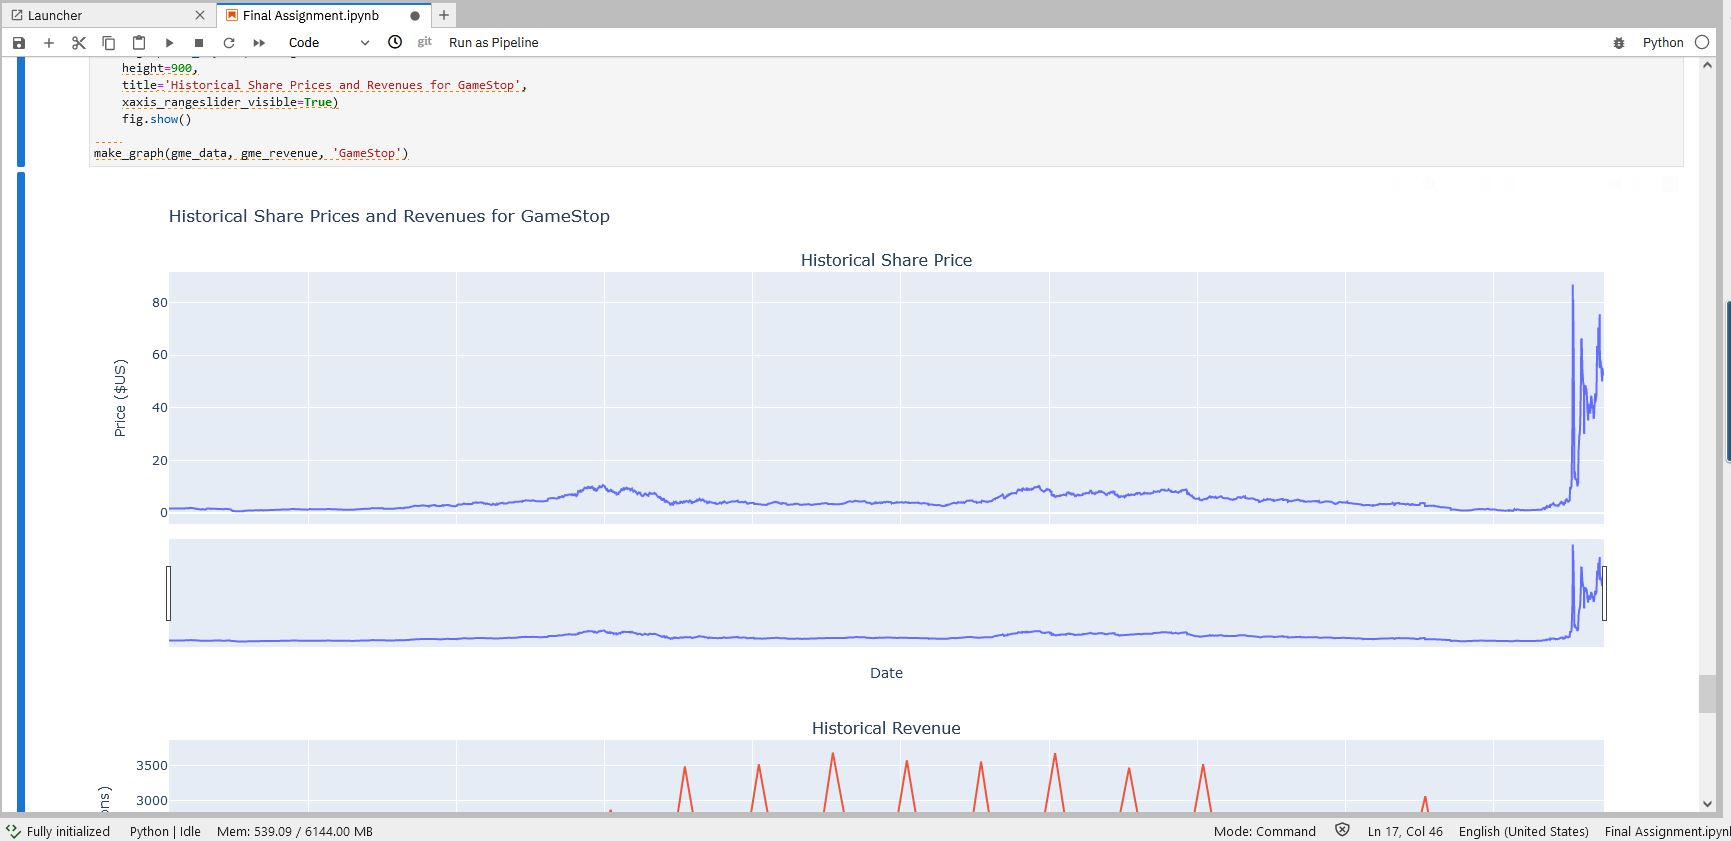 Launcher
Final Assignment.ipynb
Code
git
Run as Pipeline
Python
height=900,
title='Historical Share Prices and Revenues for GameStop',
xaxis_rangeslider_visible=True)
fig.show()
make_graph(gme_data, gme_revenue, 'GameStop')
Historical Share Prices and Revenues for GameStop
Historical Share Price
80
60
40
20
0
Price ($US)
Date
Historical Revenue
3500
3000
ons)
Fully initialized
Python | Idle
Mem: 539.09 / 6144.00 MB
Mode: Command
Ln 17, Col 46
English (United States)
Final Assignment.ipyn